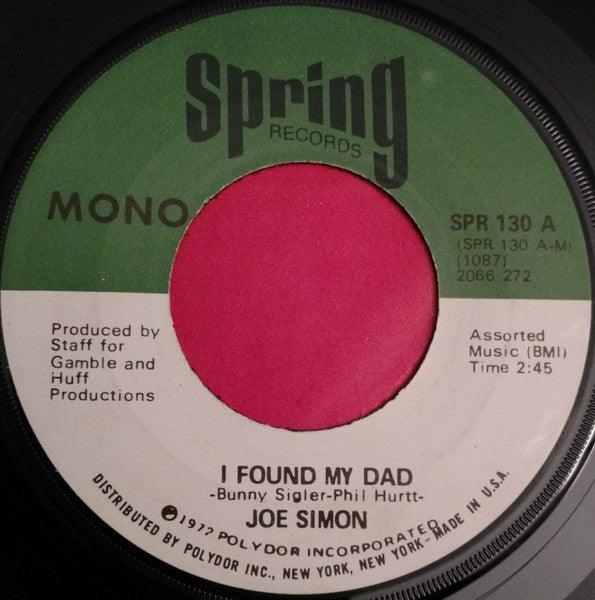 Spring
RECORDS
MONO
SPR 130 A
(SPR 130 A-M)
(1087)
2066 272
Produced by
Staff for
Gamble and
Huff
Productions
Assorted
Music (BMI)
Time 2:45
I FOUND MY DAD
-Bunny Sigler-Phil Hurtt-
JOE SIMON
℗ 1972 POLYDOR INCORPORATED
DISTRIBUTED BY POLYDOR INC., NEW YORK, NEW YORK - MADE IN U.S.A.